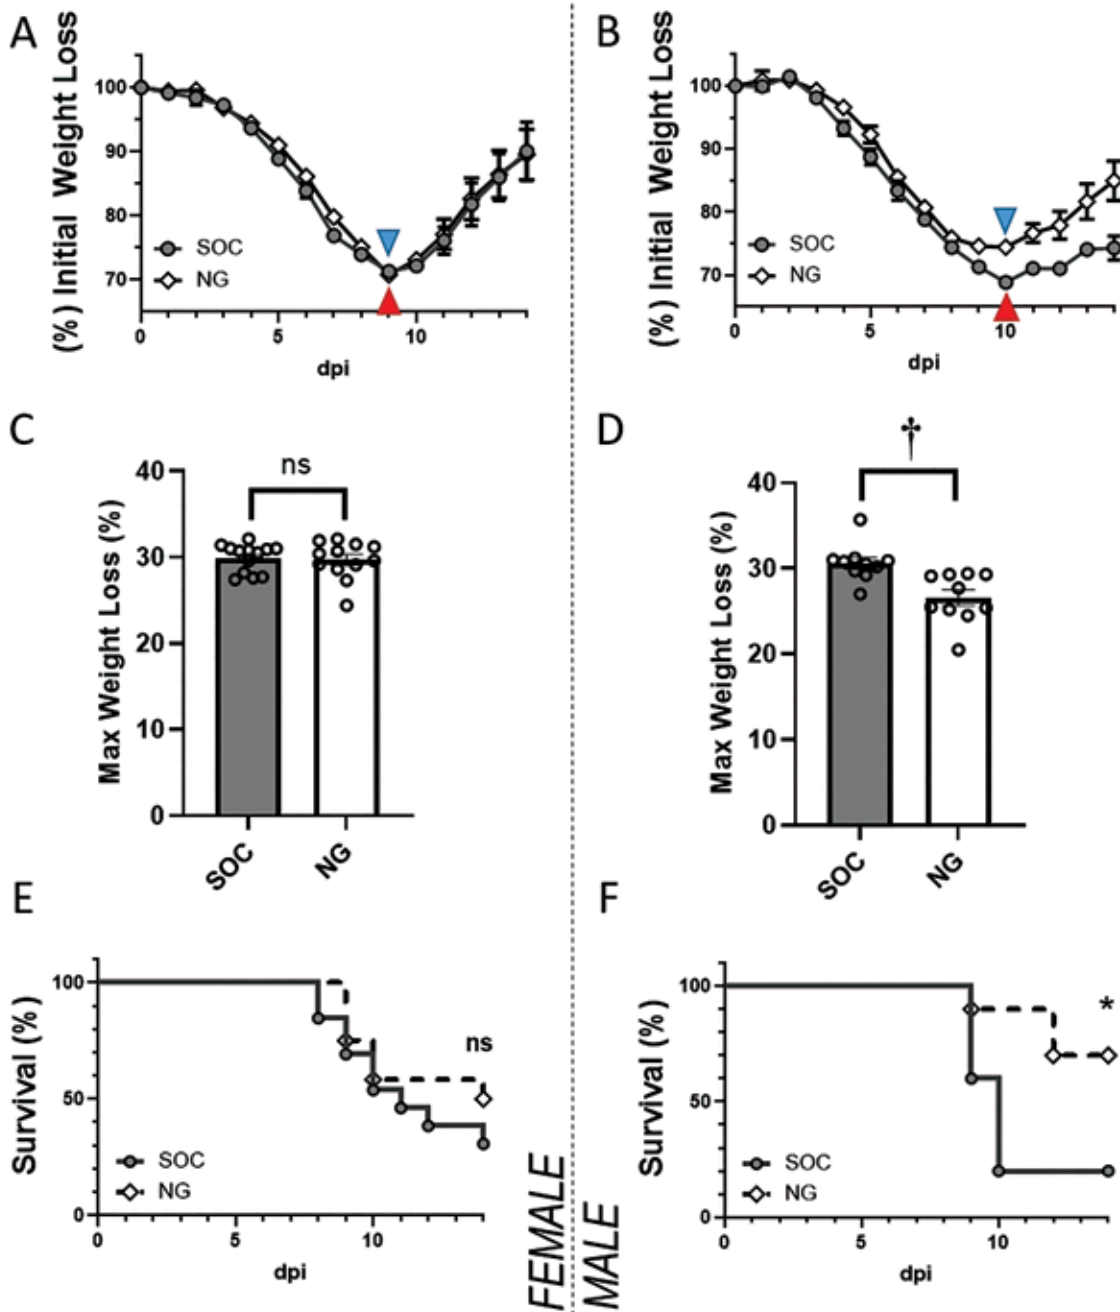 A
(%) Initial Weight Loss
100
90
80
70
SOC
NG
0
5
10
dpi
B
(%) Initial Weight Loss
100
90
80
70
SOC
NG
0
5
10
dpi
C
Max Weight Loss (%)
40
30
20
10
0
ns
SOC
NG
D
Max Weight Loss (%)
40
30
20
10
0
†
SOC
NG
E
Survival (%)
100
50
0
ns
SOC
NG
0
5
10
dpi
FEMALE
MALE
F
Survival (%)
100
50
0
*
SOC
NG
0
5
10
dpi